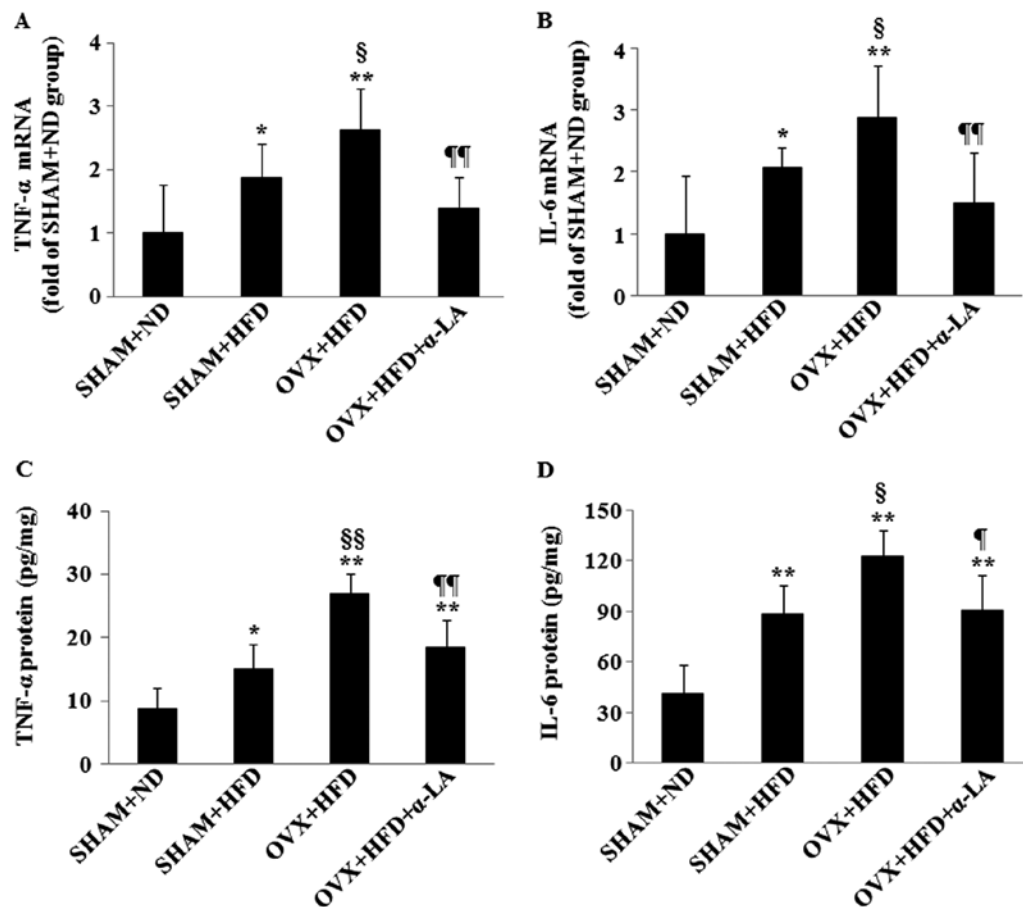 A
TNF-α mRNA
(fold of SHAM+ND group)
4
3
2
1
0
*
§
**
¶¶
SHAM+ND
SHAM+HFD
OVX+HFD
OVX+HFD+α-LA
B
IL-6 mRNA
(fold of SHAM+ND group)
4
3
2
1
0
*
§
**
¶¶
SHAM+ND
SHAM+HFD
OVX+HFD
OVX+HFD+α-LA
C
TNF-α protein (pg/mg)
40
30
20
10
0
*
§§
**
¶¶
**
SHAM+ND
SHAM+HFD
OVX+HFD
OVX+HFD+α-LA
D
IL-6 protein (pg/mg)
150
120
90
60
30
0
**
§
**
¶
**
SHAM+ND
SHAM+HFD
OVX+HFD
OVX+HFD+α-LA